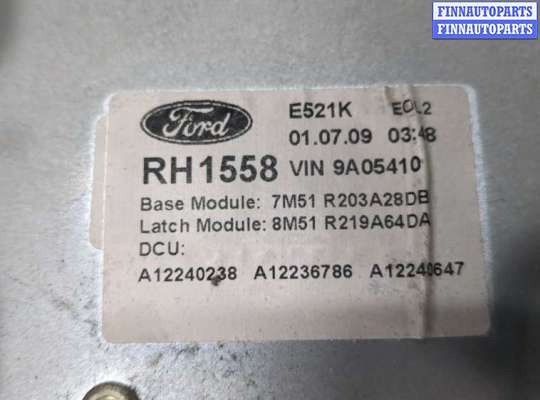 FINNAUTOPARTS
FINNAUTOPARTS
Ford
E521K EOL2
01.07.09 03:48
RH1558 VIN 9A05410
Base Module: 7M51 R203A28DB
Latch Module: 8M51 R219A64DA
DCU:
A12240238 A12236786 A12240647